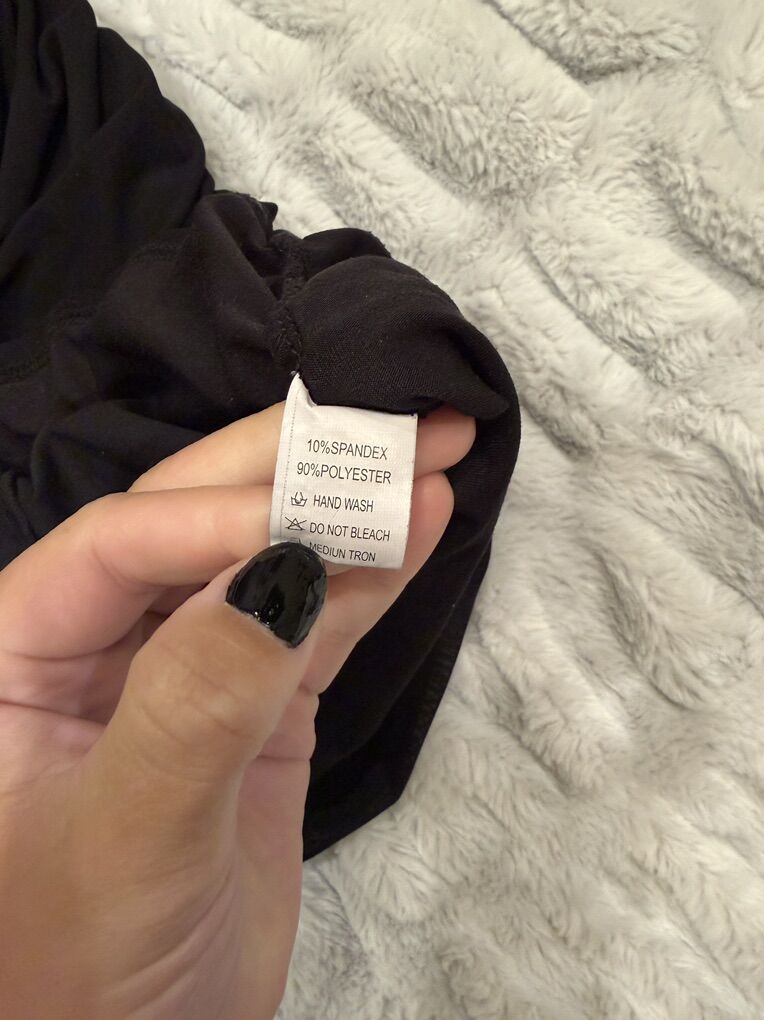 10%SPANDEX
90%POLYESTER
HAND WASH
DO NOT BLEACH
MEDIUN TRON